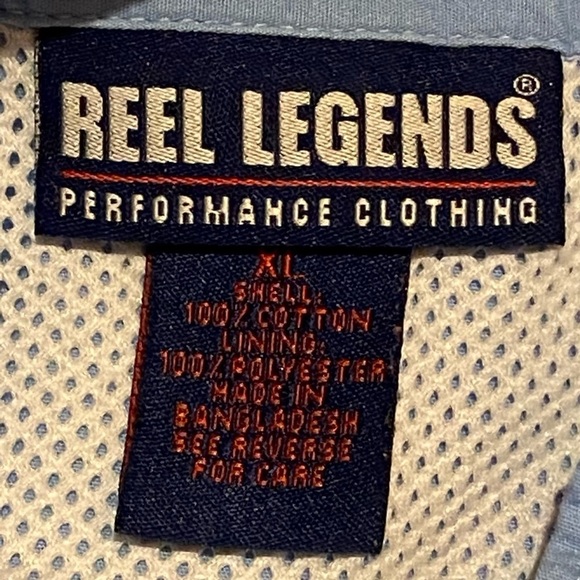 REEL LEGENDS®
PERFORMANCE CLOTHING
XL
SHELL:
100% COTTON
LINING:
100% POLYESTER
MADE IN
BANGLADESH
SEE REVERSE
FOR CARE